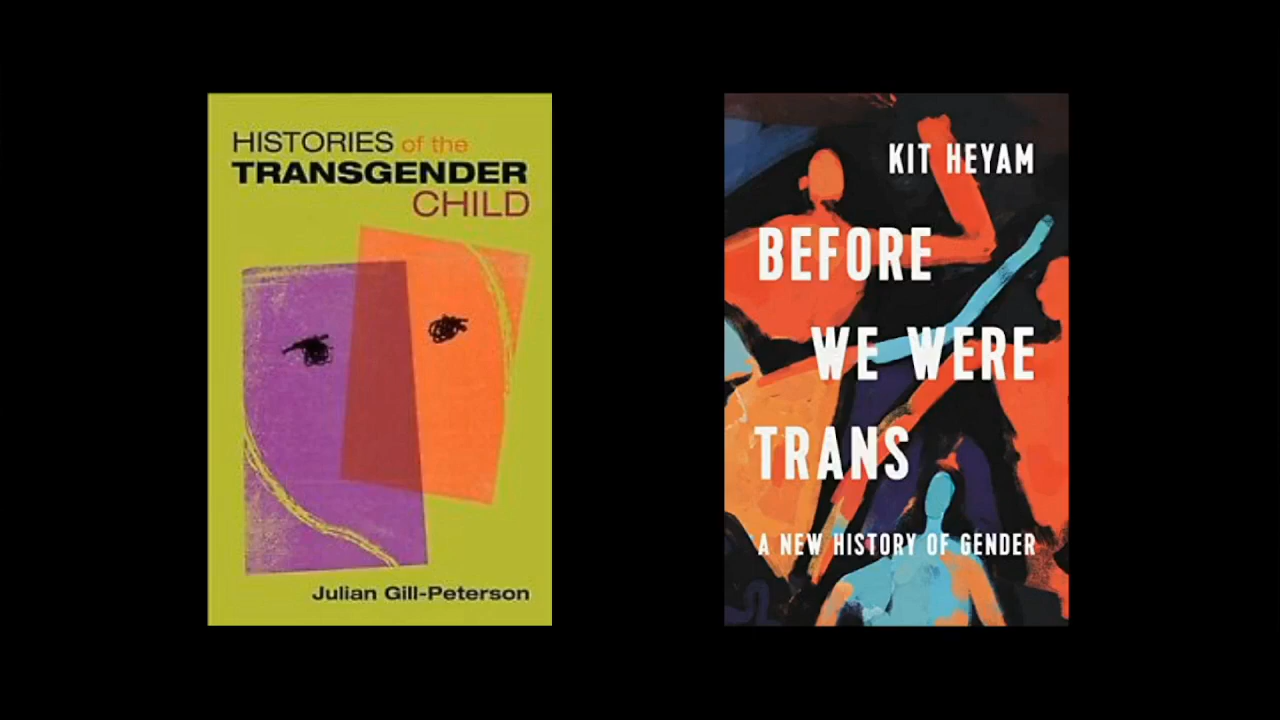 HISTORIES of the
TRANSGENDER
CHILD
Julian Gill-Peterson
KIT HEYAM
BEFORE
WE WERE
TRANS
A NEW HISTORY OF GENDER